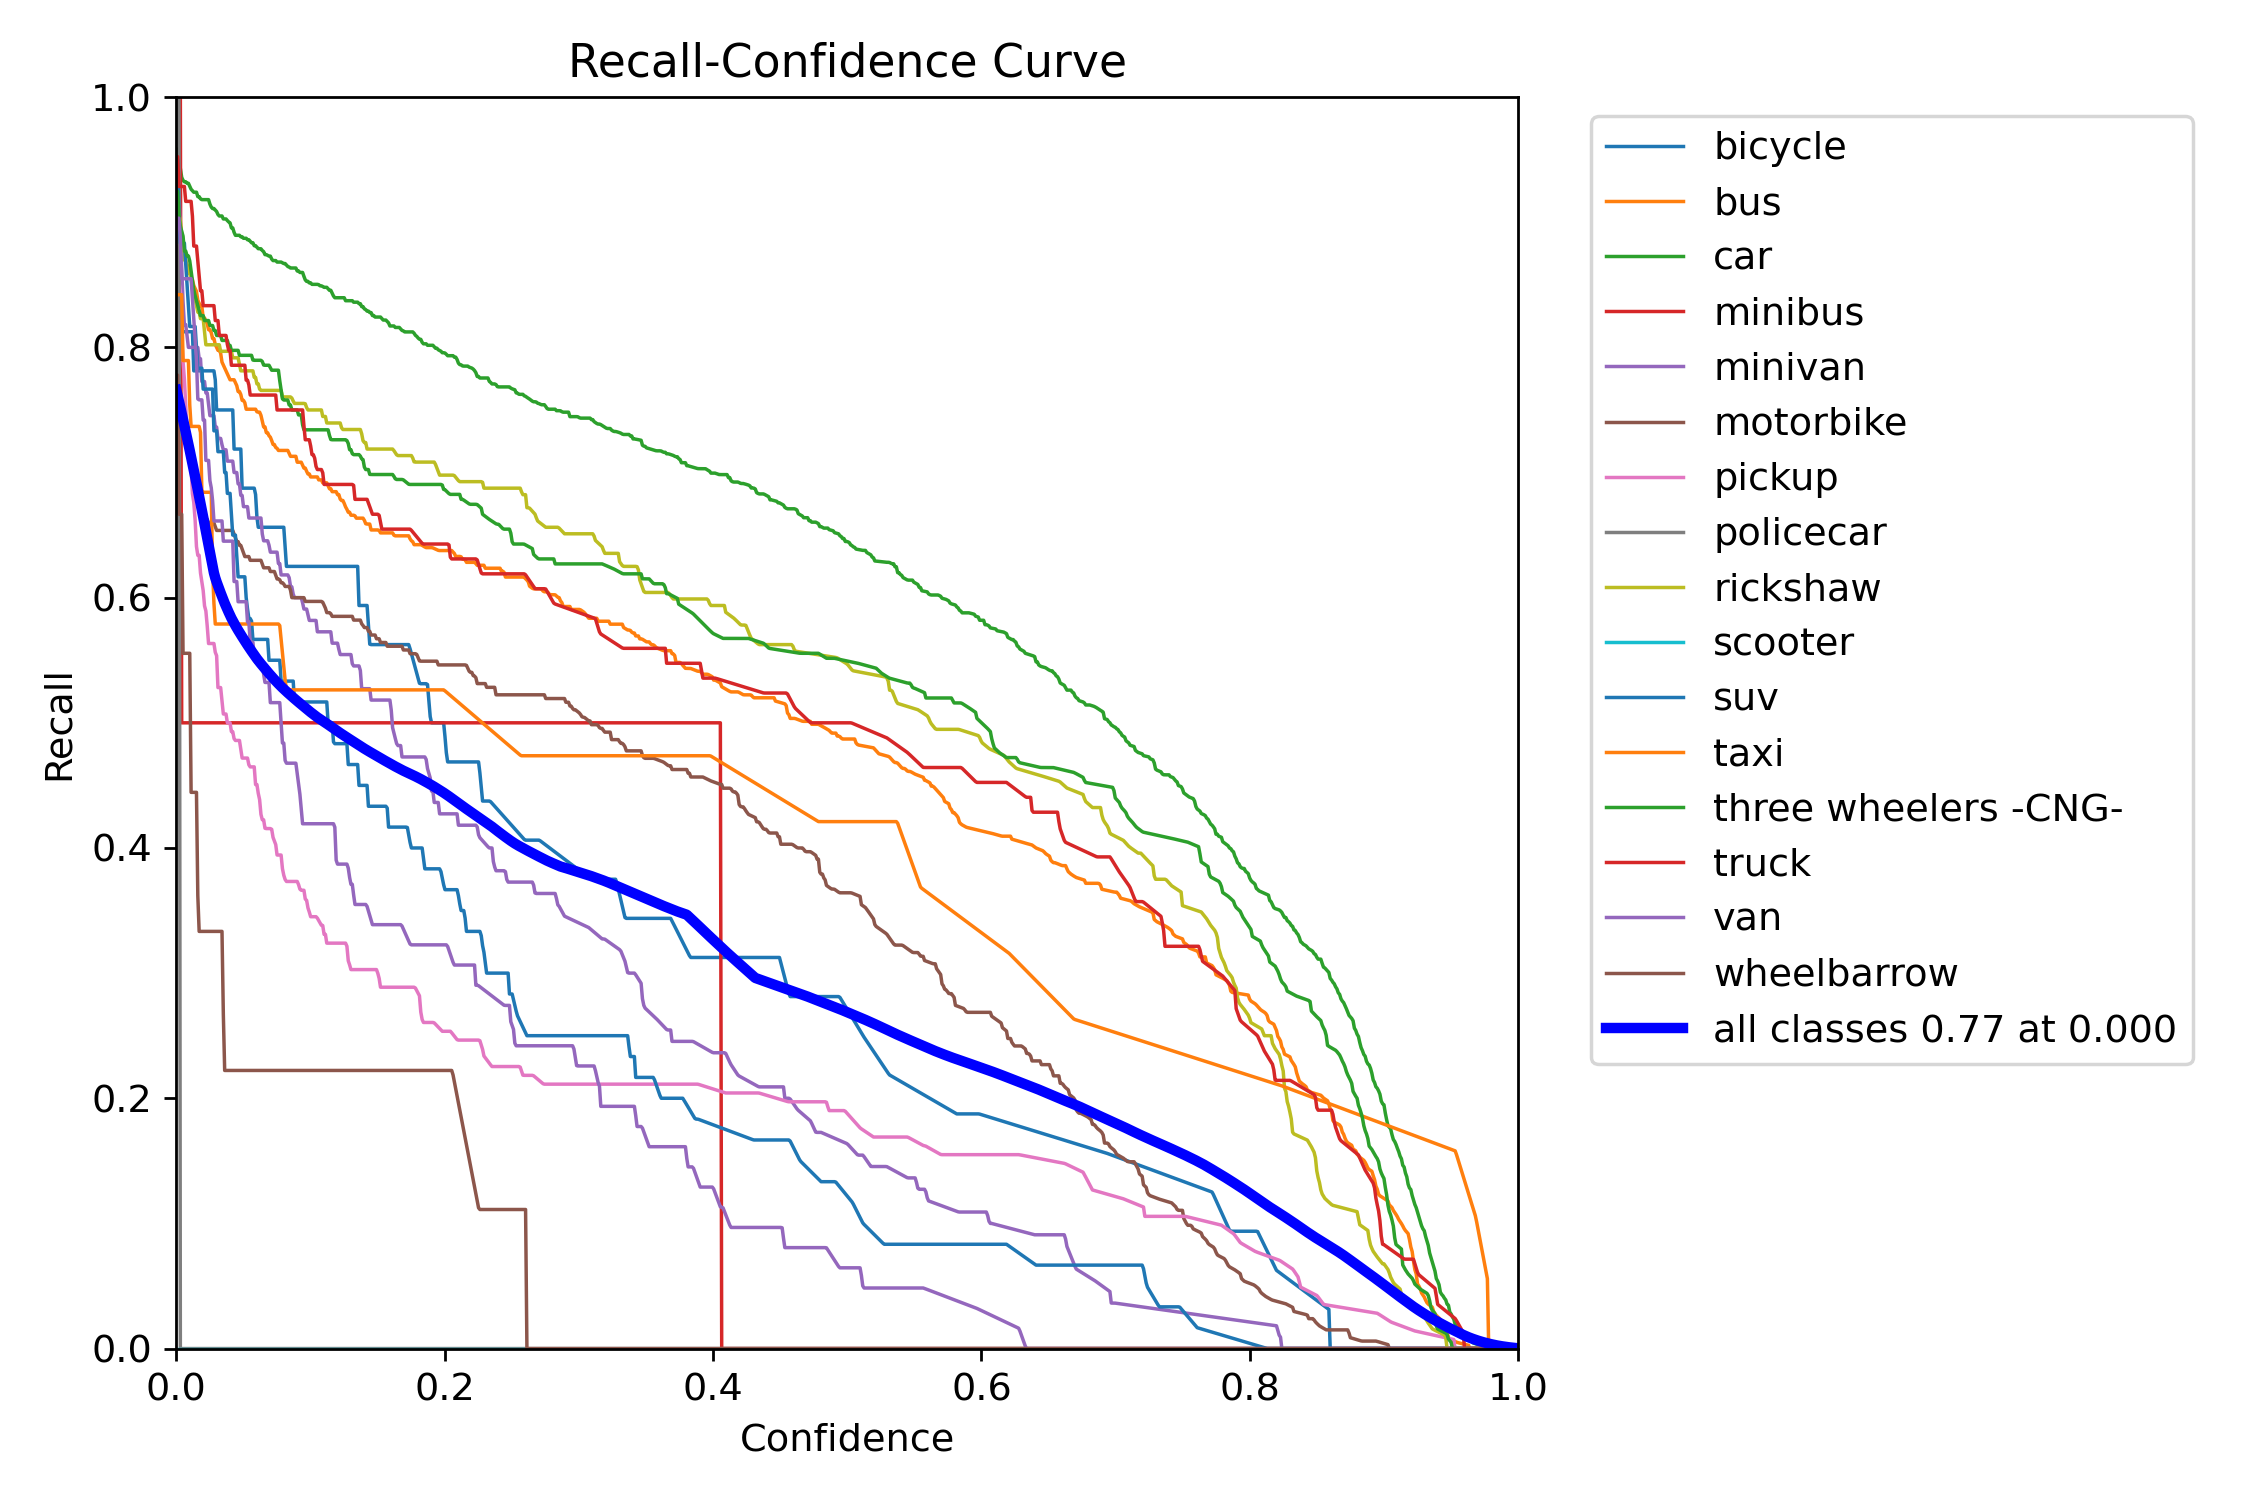 Recall-Confidence Curve
1.0
0.8
0.6
0.4
0.2
0.0
Recall
0.0 0.2 0.4 0.6 0.8 1.0
Confidence
bicycle
bus
car
minibus
minivan
motorbike
pickup
policecar
rickshaw
scooter
suv
taxi
three wheelers -CNG-
truck
van
wheelbarrow
all classes 0.77 at 0.000